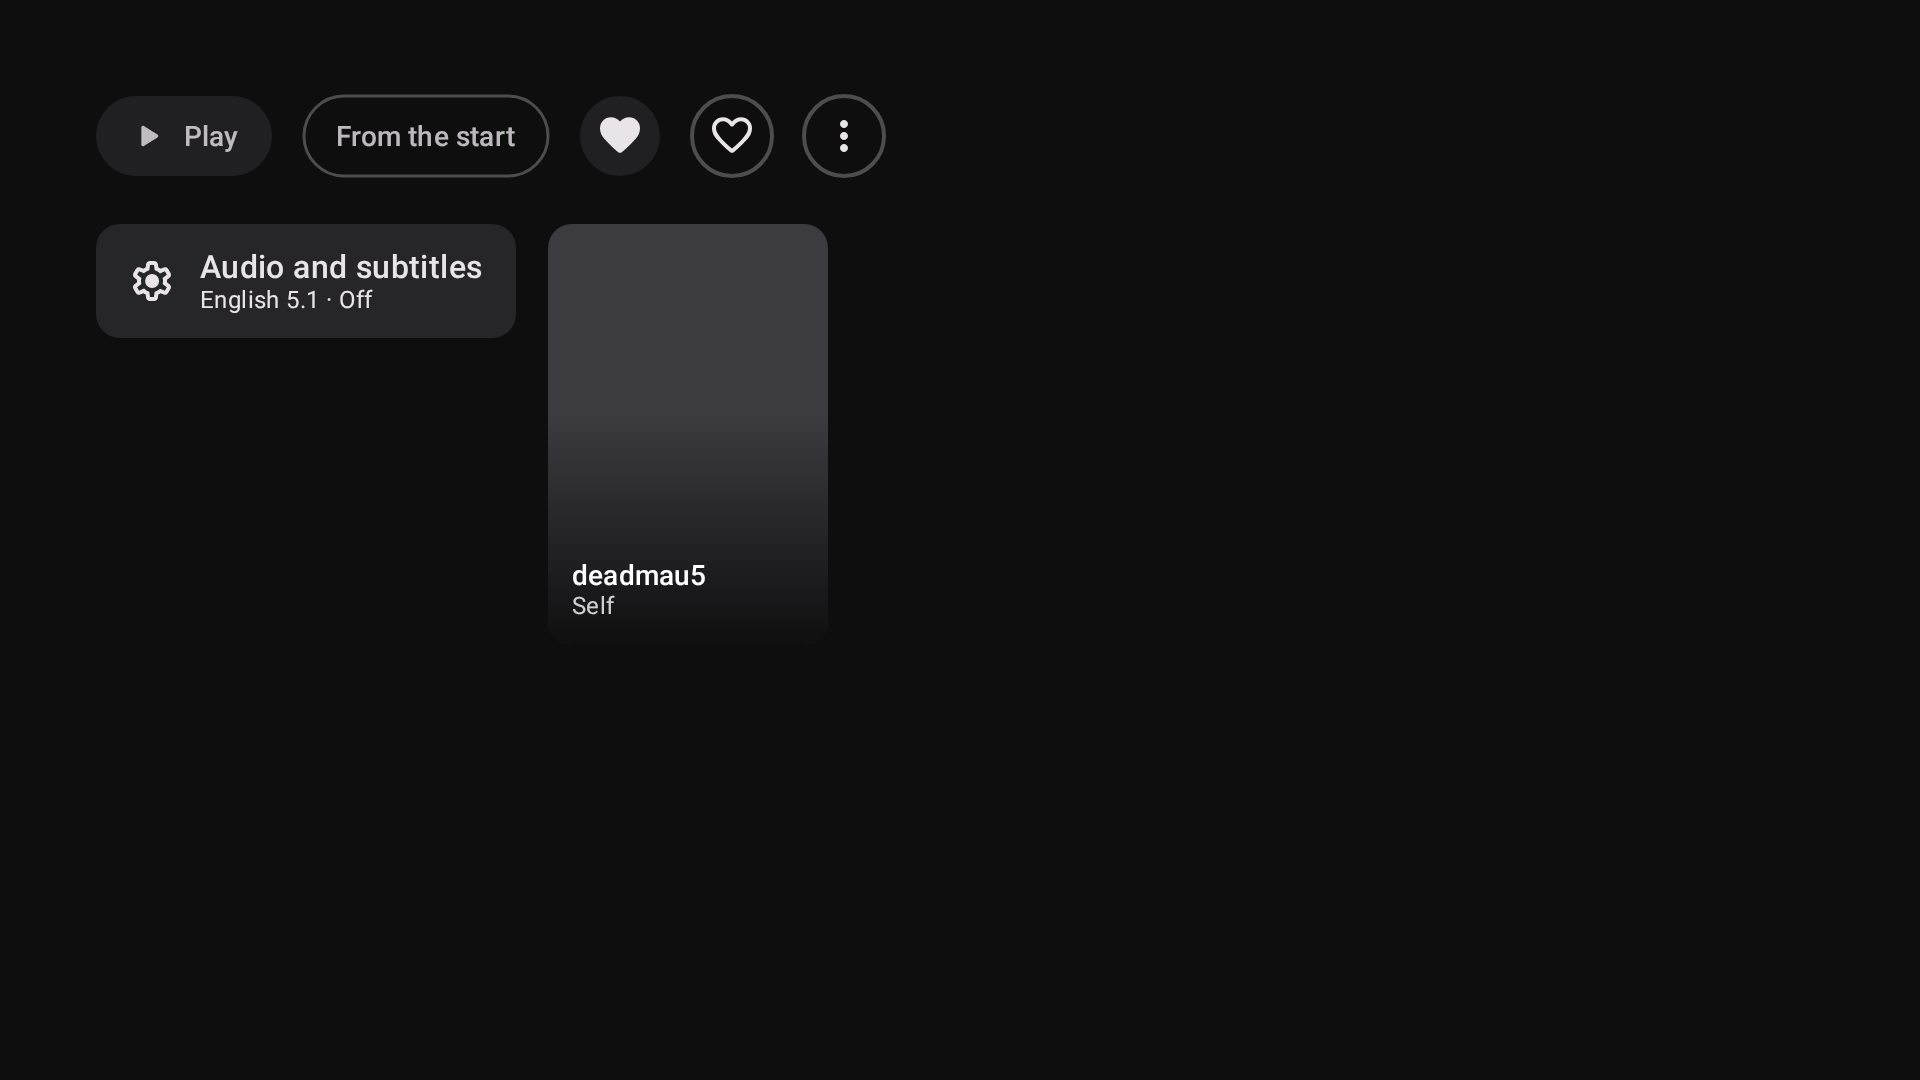 Play
From the start
Audio and subtitles
English 5.1 · Off
deadmau5
Self